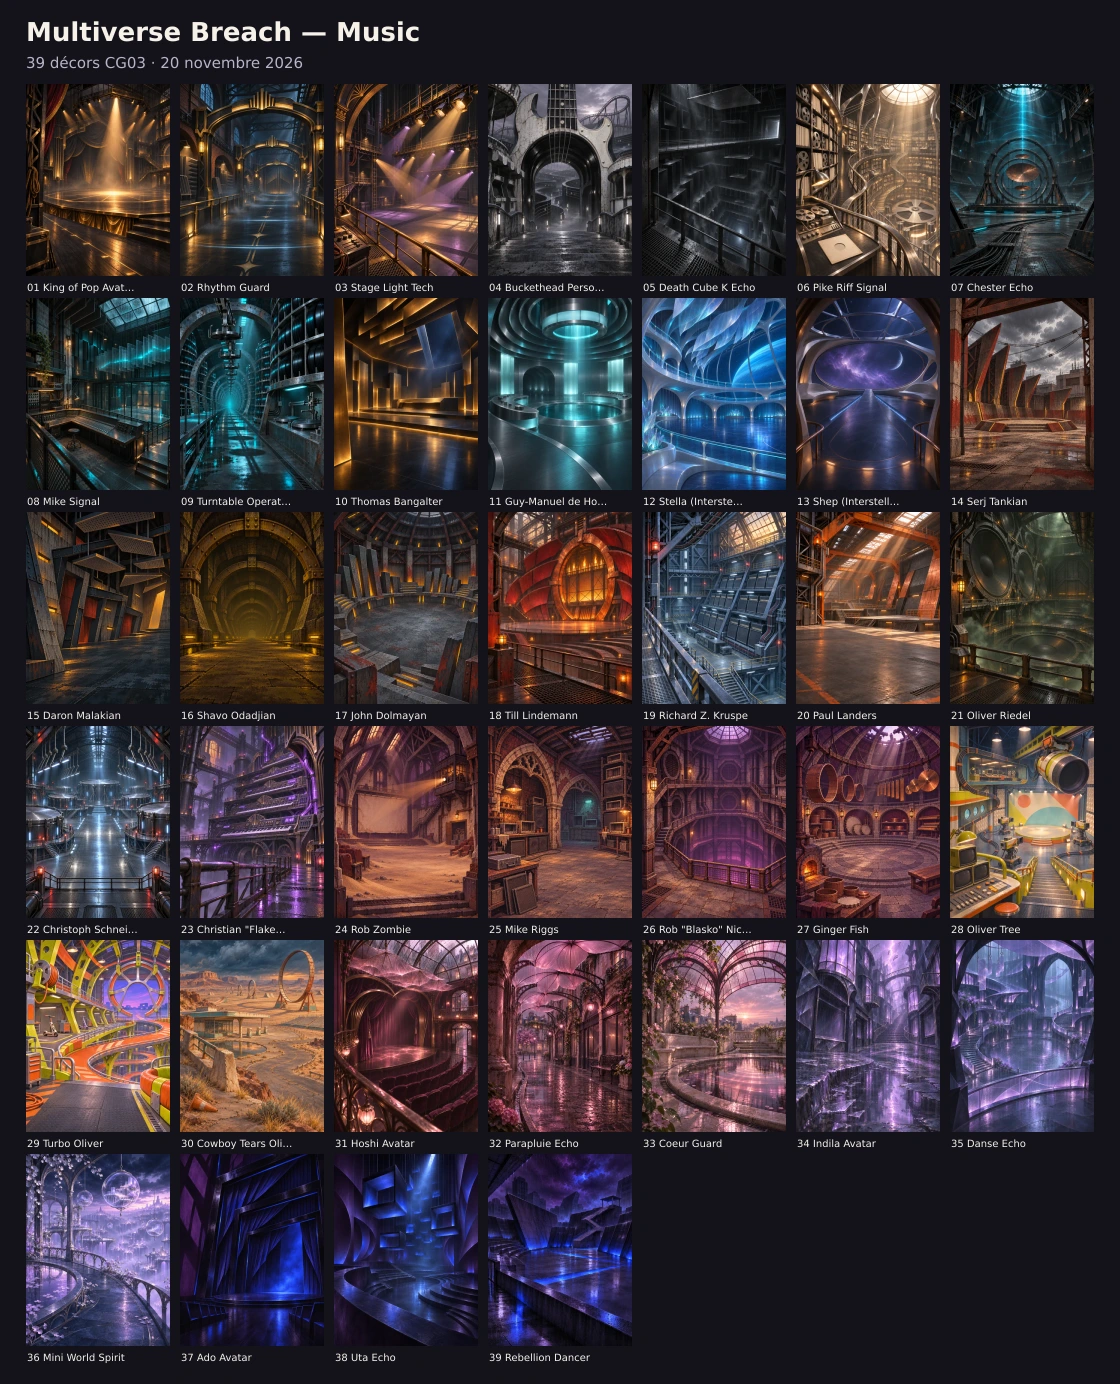 Multiverse Breach — Music
39 décors CG03 · 20 novembre 2026
01 King of Pop Avat...
02 Rhythm Guard
03 Stage Light Tech
04 Buckethead Perso...
05 Death Cube K Echo
06 Pike Riff Signal
07 Chester Echo
08 Mike Signal
09 Turntable Operat...
10 Thomas Bangalter
11 Guy-Manuel de Ho...
12 Stella (Interste...
13 Shep (Interstell...
14 Serj Tankian
15 Daron Malakian
16 Shavo Odadjian
17 John Dolmayan
18 Till Lindemann
19 Richard Z. Kruspe
20 Paul Landers
21 Oliver Riedel
22 Christoph Schnei...
23 Christian "Flake...
24 Rob Zombie
25 Mike Riggs
26 Rob "Blasko" Nic...
27 Ginger Fish
28 Oliver Tree
29 Turbo Oliver
30 Cowboy Tears Oli...
31 Hoshi Avatar
32 Parapluie Echo
33 Coeur Guard
34 Indila Avatar
35 Danse Echo
36 Mini World Spirit
37 Ado Avatar
38 Uta Echo
39 Rebellion Dancer